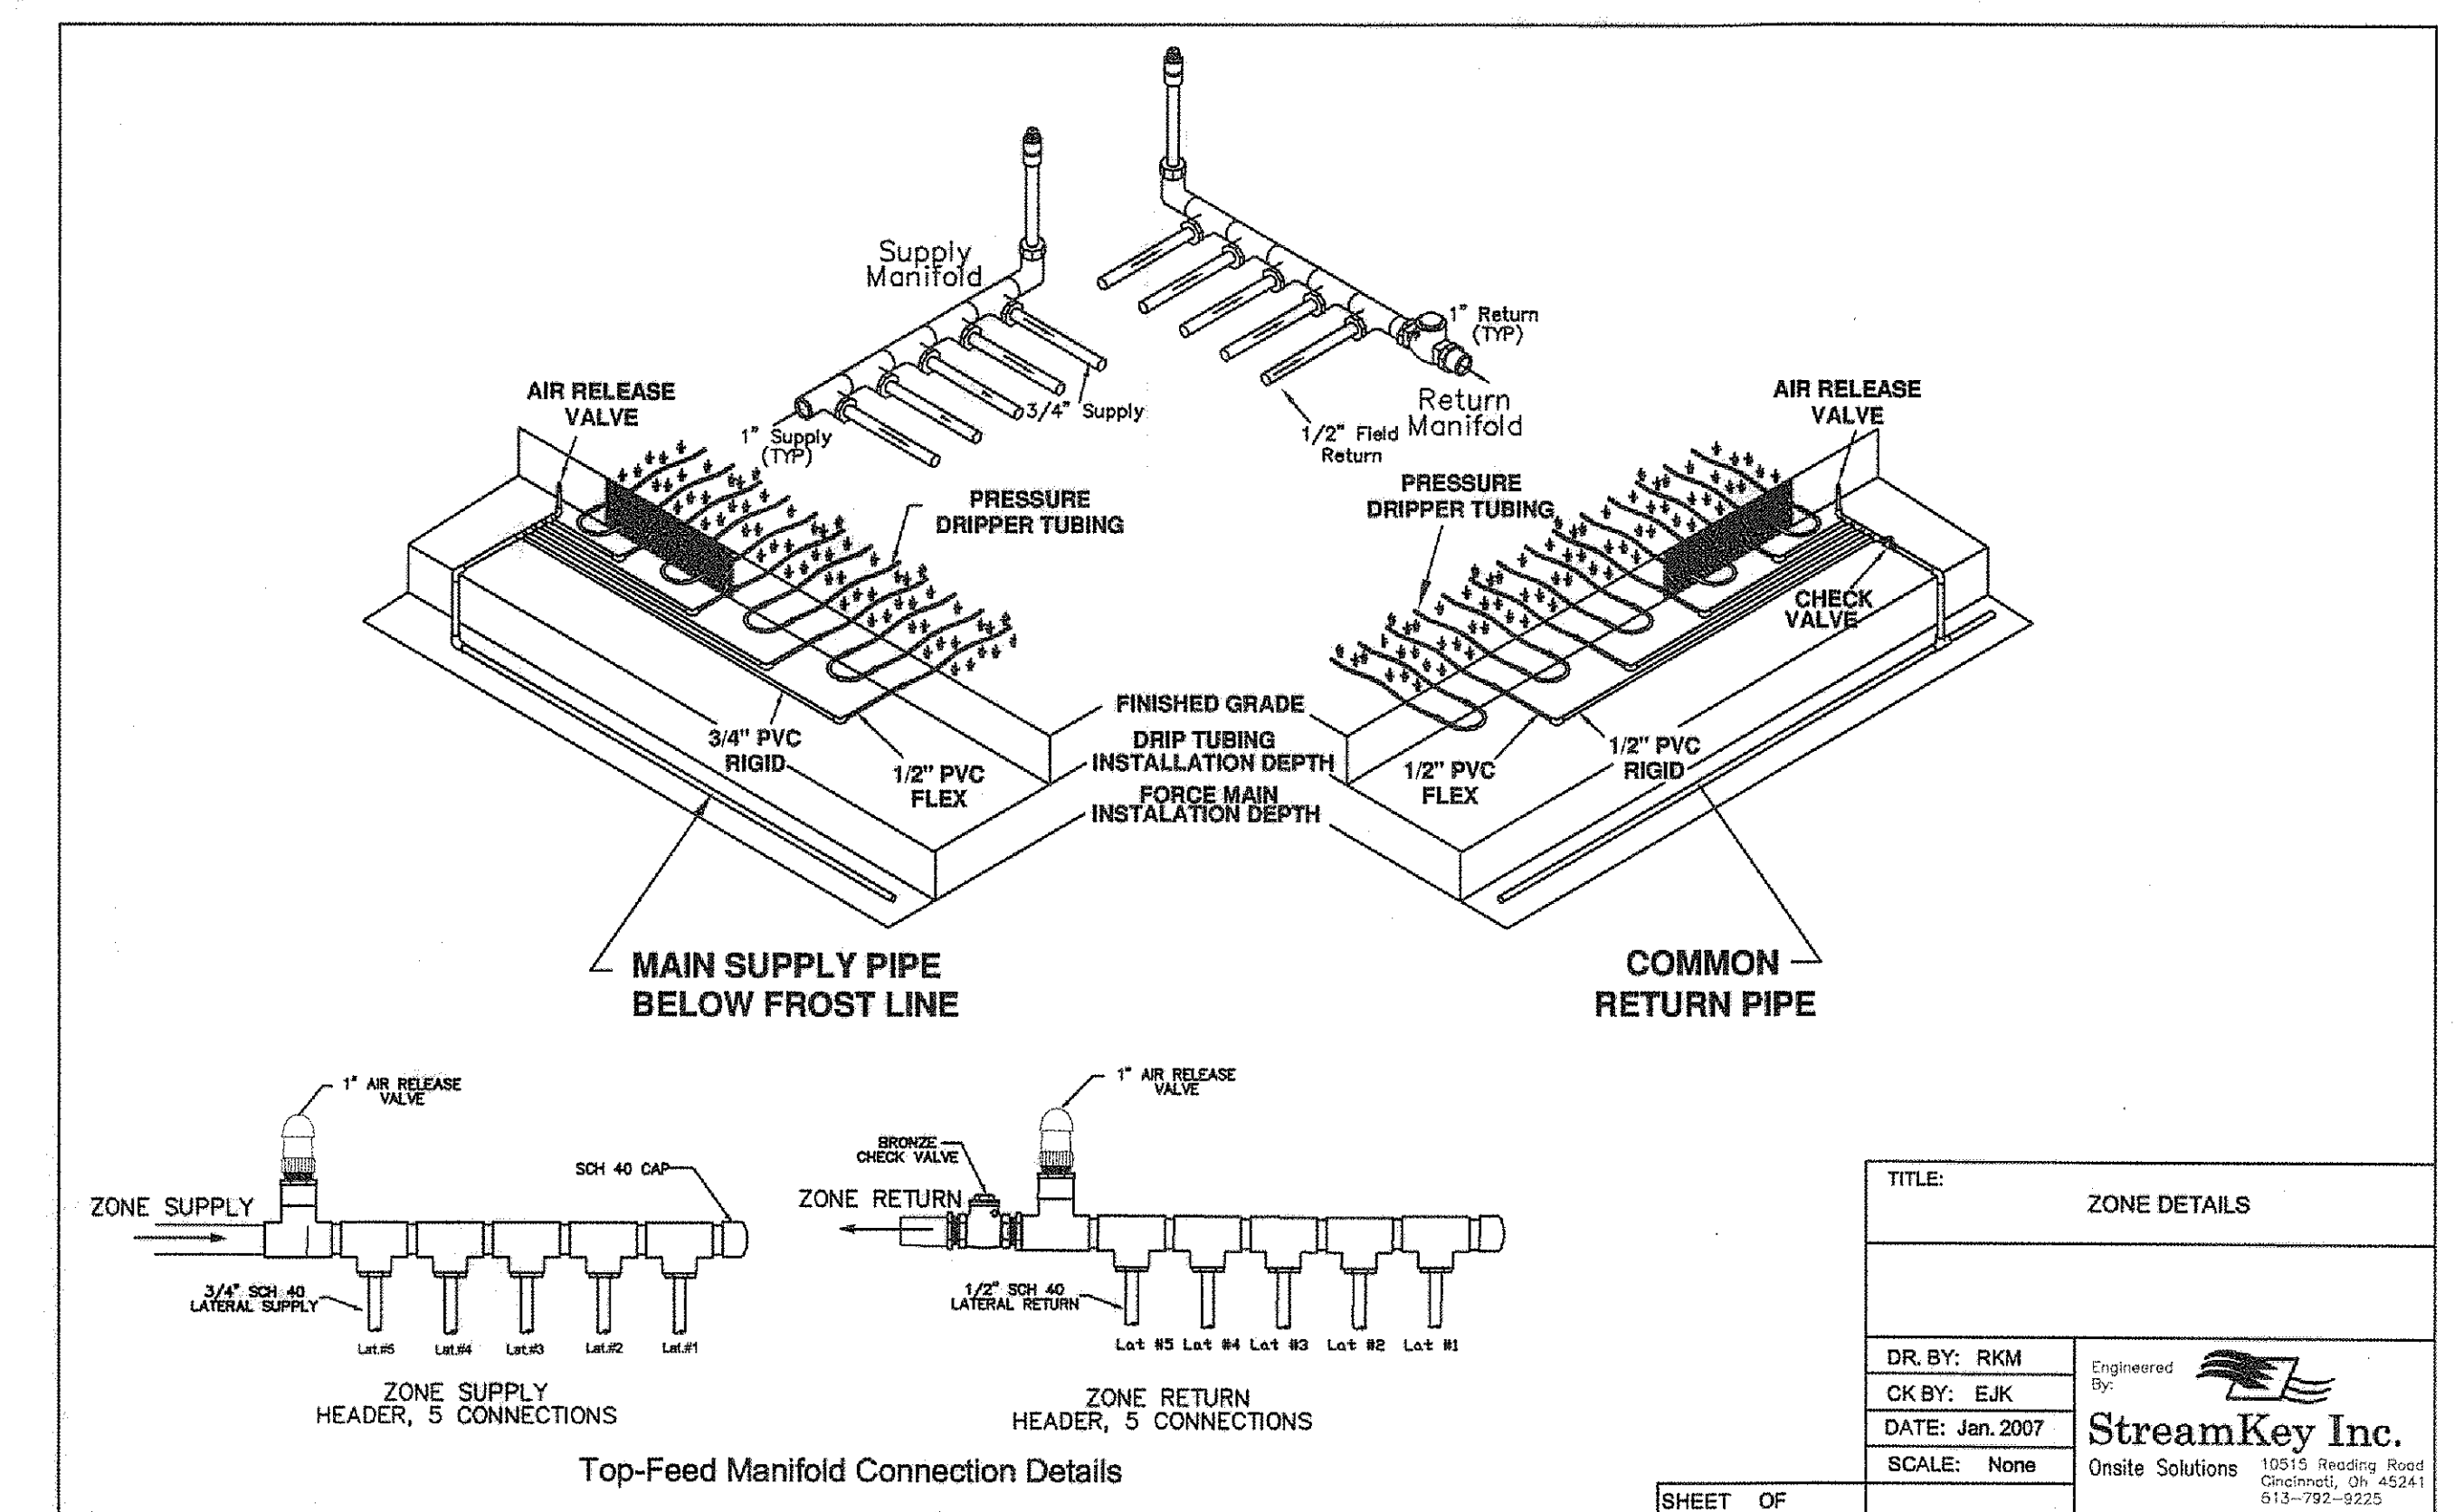 Supply
Manifold
3/4" Supply
1" Supply
(TYP)
1" Return
(TYP)
Return
Manifold
1/2" Field
Return
AIR RELEASE
VALVE
PRESSURE
DRIPPER TUBING
3/4" PVC
RIGID
1/2" PVC
FLEX
AIR RELEASE
VALVE
PRESSURE
DRIPPER TUBING
CHECK
VALVE
1/2" PVC
RIGID
1/2" PVC
FLEX
FINISHED GRADE
DRIP TUBING
INSTALLATION DEPTH
FORCE MAIN
INSTALATION DEPTH
MAIN SUPPLY PIPE
BELOW FROST LINE
COMMON
RETURN PIPE
1" AIR RELEASE
VALVE
SCH 40 CAP
ZONE SUPPLY
3/4" SCH 40
LATERAL SUPPLY
Lat.#5 Lat.#4 Lat.#3 Lat.#2 Lat.#1
ZONE SUPPLY
HEADER, 5 CONNECTIONS
1" AIR RELEASE
VALVE
BRONZE
CHECK VALVE
ZONE RETURN
1/2" SCH 40
LATERAL RETURN
Lat #5 Lat #4 Lat #3 Lat #2 Lat #1
ZONE RETURN
HEADER, 5 CONNECTIONS
Top-Feed Manifold Connection Details
TITLE:
ZONE DETAILS
DR. BY: RKM
CK BY: EJK
DATE: Jan. 2007
SCALE: None
SHEET OF
Engineered
By:
StreamKey Inc.
Onsite Solutions
10515 Reading Road
Cincinnati, Oh 45241
513-792-9225